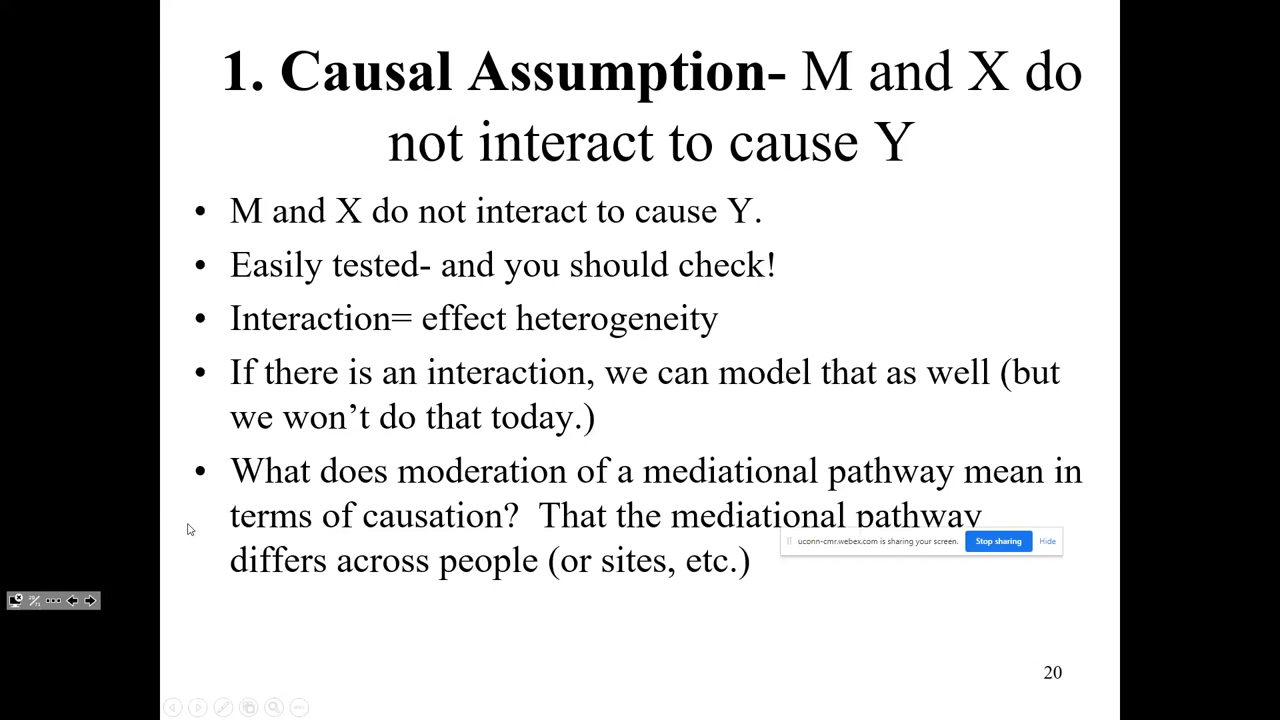 1. Causal Assumption- M and X do
not interact to cause Y
• M and X do not interact to cause Y.
• Easily tested- and you should check!
• Interaction= effect heterogeneity
• If there is an interaction, we can model that as well (but
we won’t do that today.)
• What does moderation of a mediational pathway mean in
terms of causation?  That the mediational pathway
uconn-cmr.webex.com is sharing your screen. Stop sharing Hide
differs across people (or sites, etc.)
20